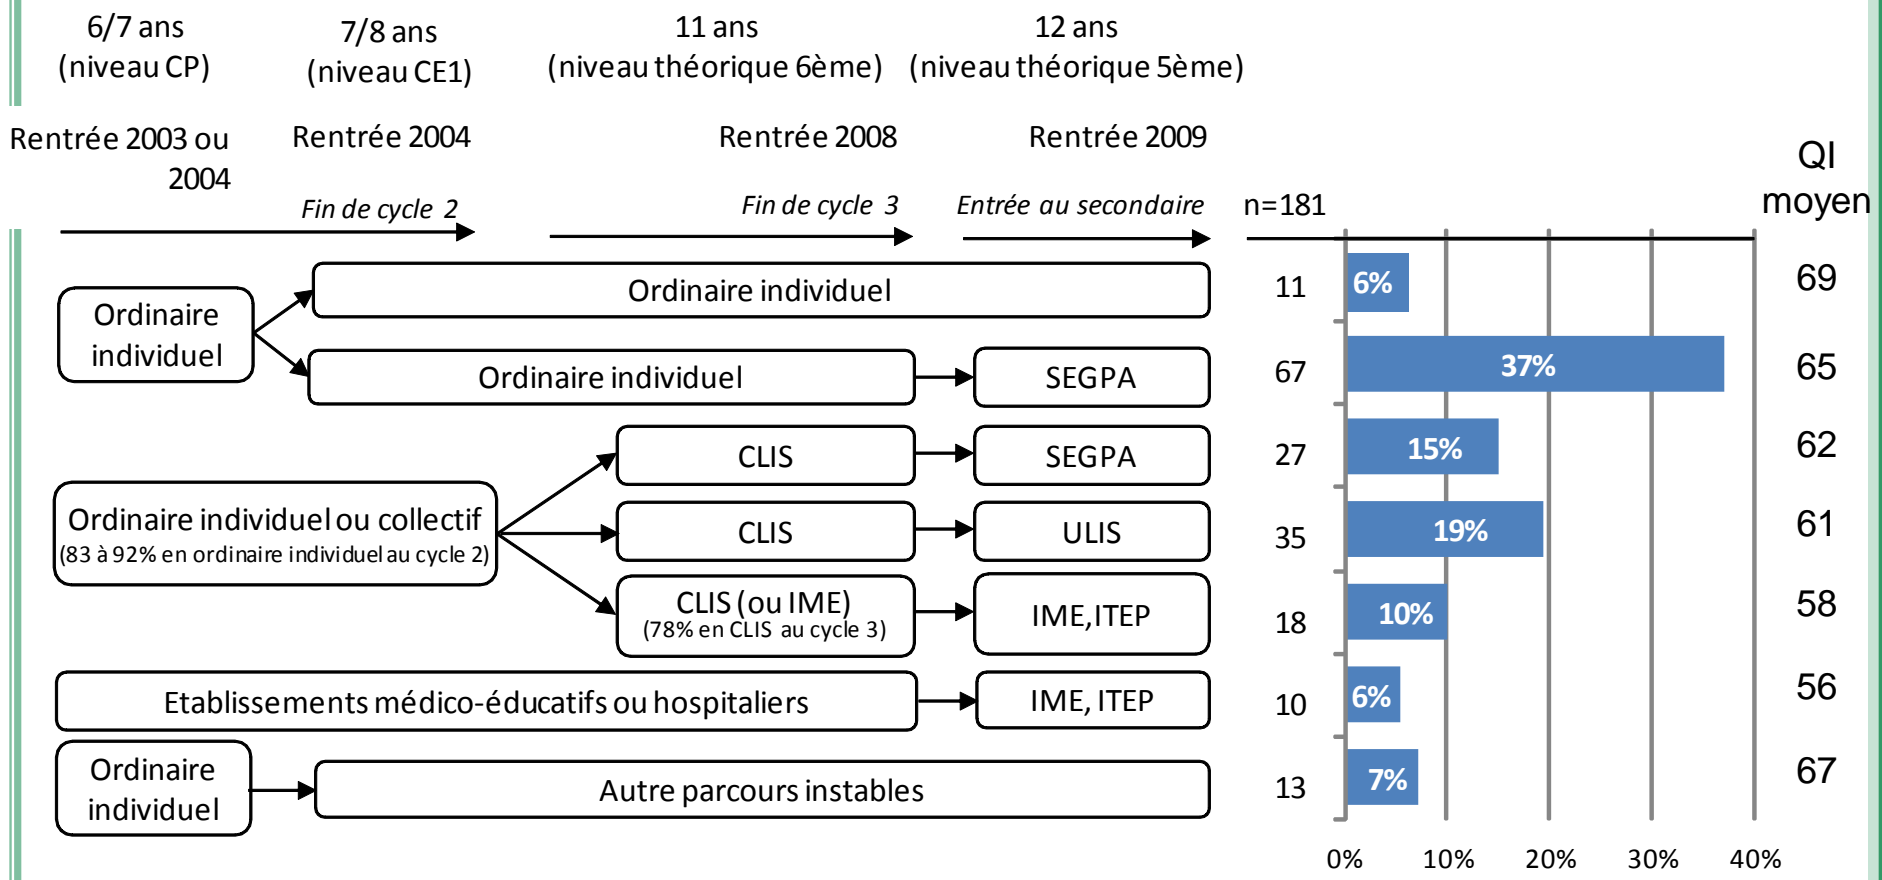 6/7 ans
(niveau CP)
7/8 ans
(niveau CE1)
11 ans
(niveau théorique 6ème)
12 ans
(niveau théorique 5ème)
Rentrée 2003 ou
2004
Rentrée 2004
Rentrée 2008
Rentrée 2009
QI
moyen
Fin de cycle 2
Fin de cycle 3
Entrée au secondaire
n=181
Ordinaire
individuel
Ordinaire individuel
11
6%
69
Ordinaire individuel
SEGPA
67
37%
65
Ordinaire individuel ou collectif
(83 à 92% en ordinaire individuel au cycle 2)
CLIS
SEGPA
27
15%
62
CLIS
ULIS
35
19%
61
CLIS (ou IME)
(78% en CLIS au cycle 3)
IME,ITEP
18
10%
58
Etablissements médico-éducatifs ou hospitaliers
IME, ITEP
10
6%
56
Ordinaire
individuel
Autre parcours instables
13
7%
67
0%
10%
20%
30%
40%